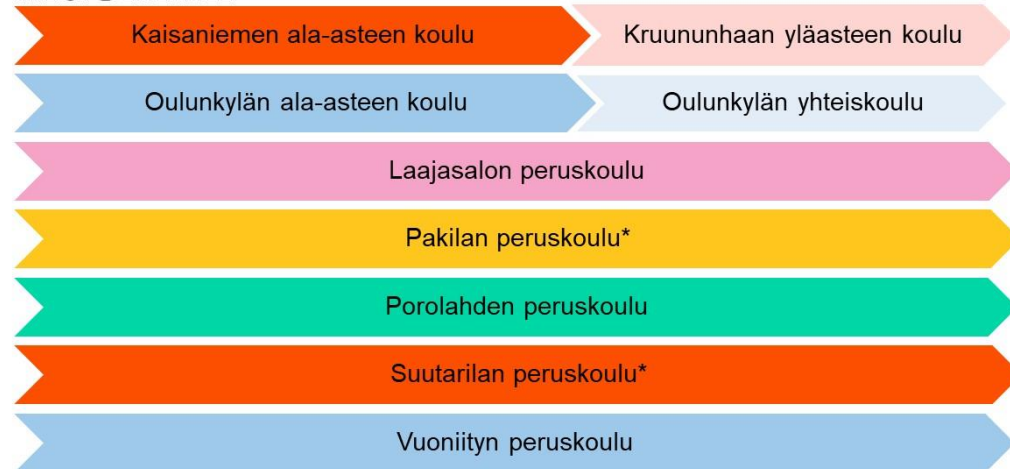 Kaisaniemen ala-asteen koulu
Kruununhaan yläasteen koulu
Oulunkylän ala-asteen koulu
Oulunkylän yhteiskoulu
Laajasalon peruskoulu
Pakilan peruskoulu*
Porolahden peruskoulu
Suutarilan peruskoulu*
Vuoniityn peruskoulu